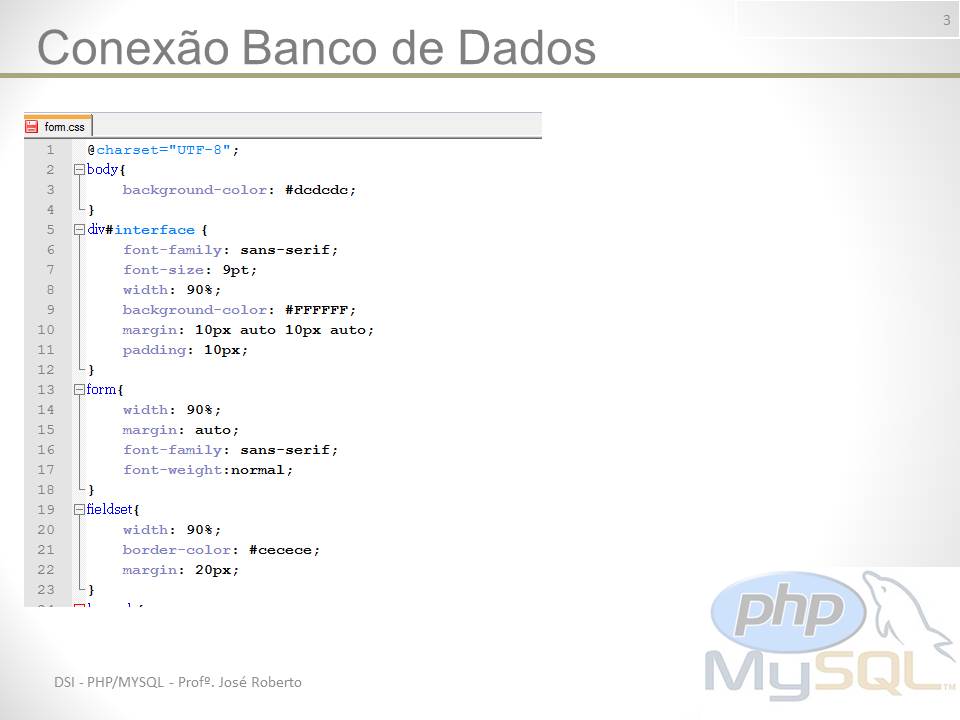 3
Conexão Banco de Dados
form.css
1 @charset="UTF-8";
2 body{
3 background-color: #dcdcdc;
4 }
5 div#interface {
6 font-family: sans-serif;
7 font-size: 9pt;
8 width: 90%;
9 background-color: #FFFFFF;
10 margin: 10px auto 10px auto;
11 padding: 10px;
12 }
13 form{
14 width: 90%;
15 margin: auto;
16 font-family: sans-serif;
17 font-weight:normal;
18 }
19 fieldset{
20 width: 90%;
21 border-color: #cecece;
22 margin: 20px;
23 }
php
MySQL™
DSI - PHP/MYSQL - Profº. José Roberto